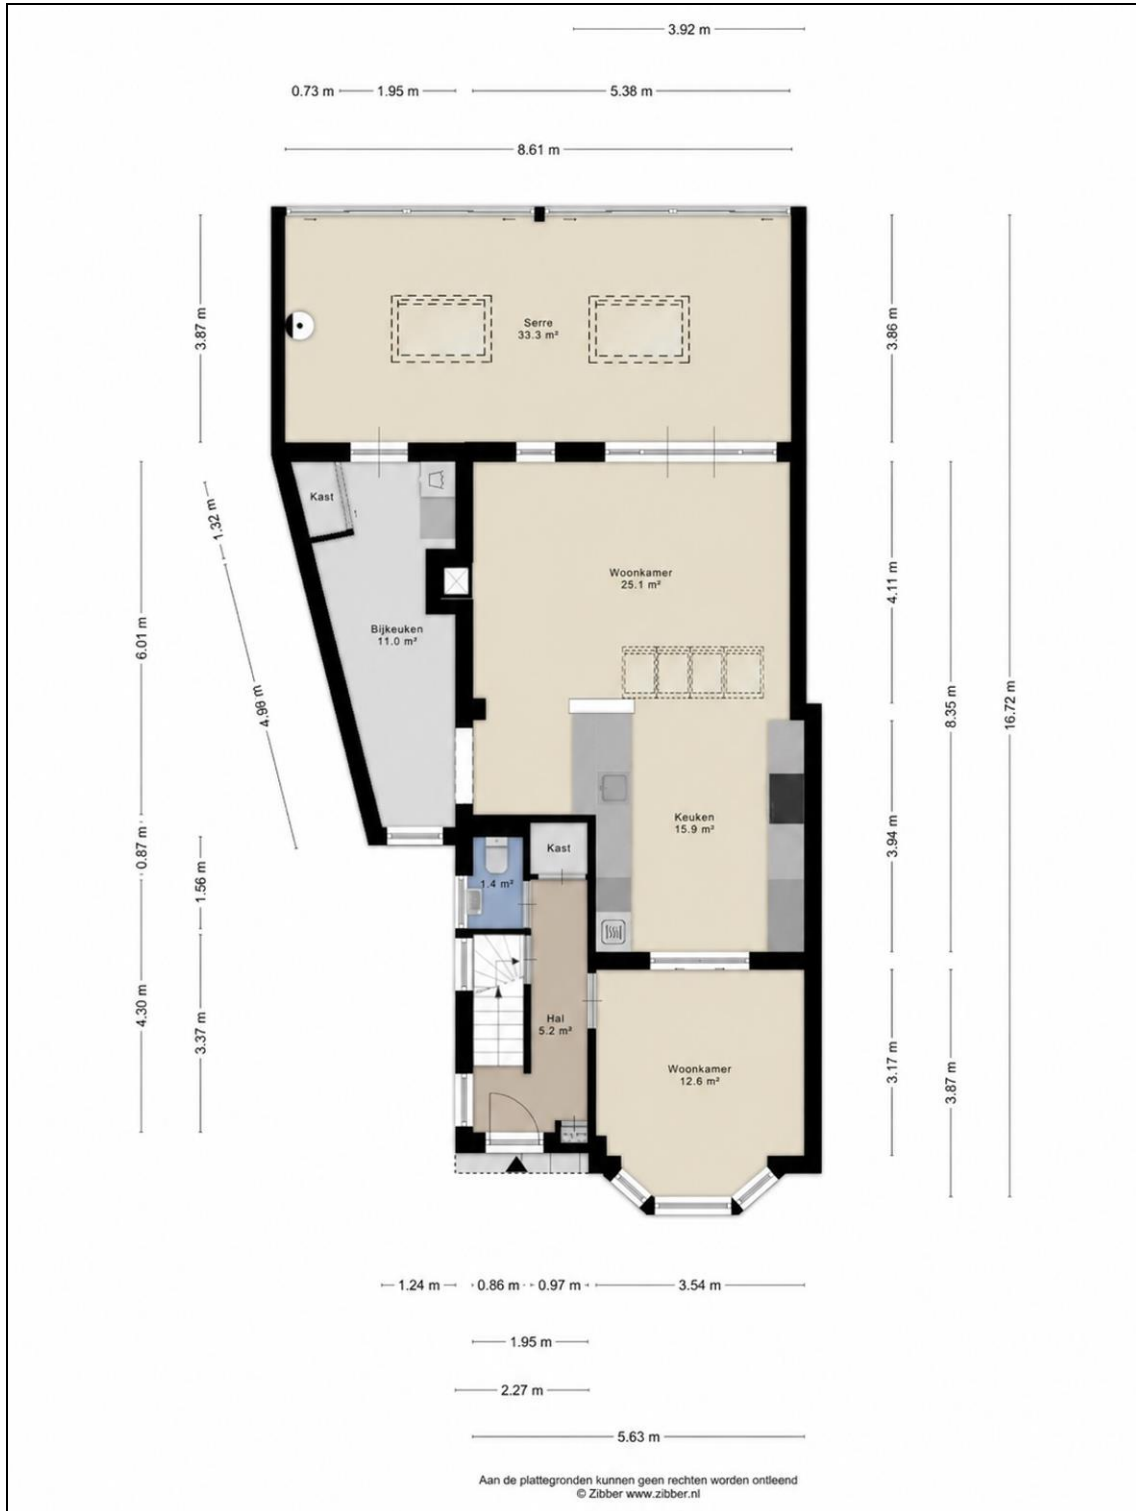 3.92 m
0.73 m
1.95 m
5.38 m
8.61 m
3.87 m
Serre
33.3 m²
3.86 m
Kast
1.32 m
Woonkamer
25.1 m²
4.11 m
6.01 m
Bijkeuken
11.0 m²
4.98 m
8.35 m
16.72 m
Keuken
15.9 m²
3.94 m
0.87 m
Kast
1.56 m
1.4 m²
4.30 m
3.37 m
Hal
5.2 m²
Woonkamer
12.6 m²
3.17 m
3.87 m
1.24 m
0.86 m
0.97 m
3.54 m
1.95 m
2.27 m
5.63 m
Aan de plattegronden kunnen geen rechten worden ontleend
© Zibber www.zibber.nl